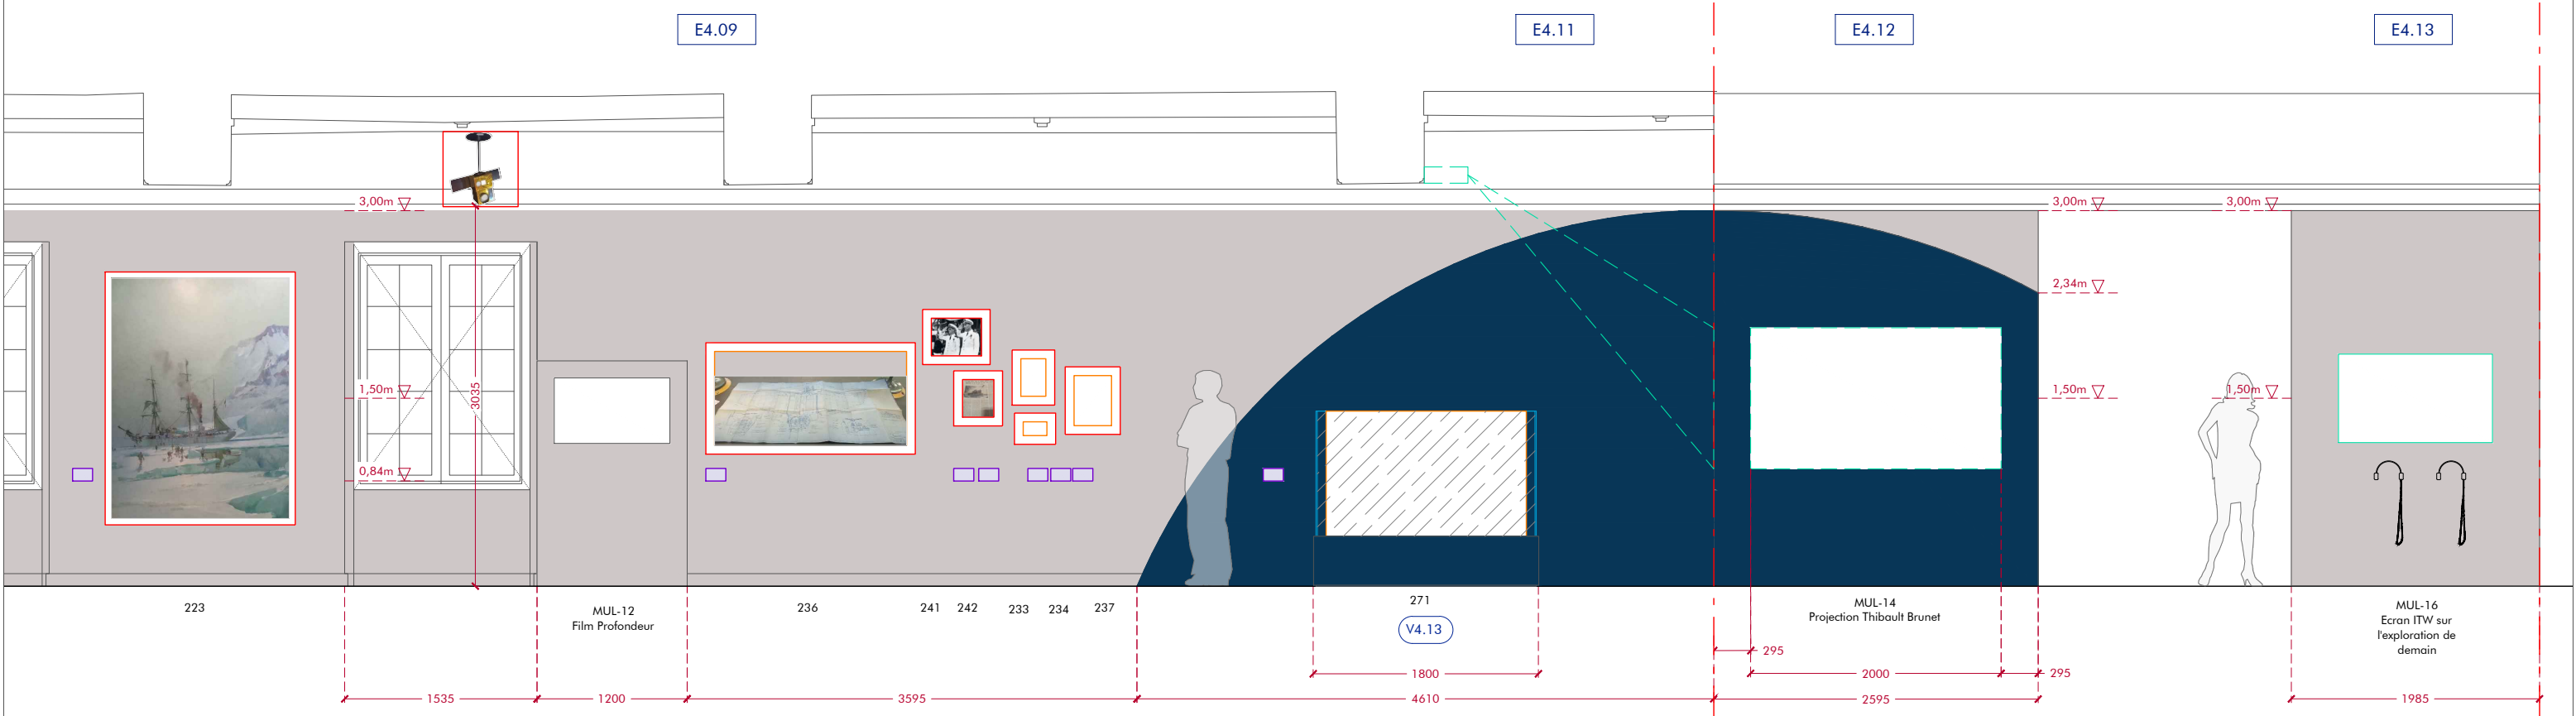 E4.09
E4.11
E4.12
E4.13
3,00m
3,00m
3,00m
2,34m
1,50m
3035
1,50m
1,50m
0,84m
223
MUL-12
Film Profondeur
236
241
242
233
234
237
271
V4.13
MUL-14
Projection Thibault Brunet
MUL-16
Ecran ITW sur
l'exploration de
demain
295
1800
2000
295
1535
1200
3595
4610
2595
1985